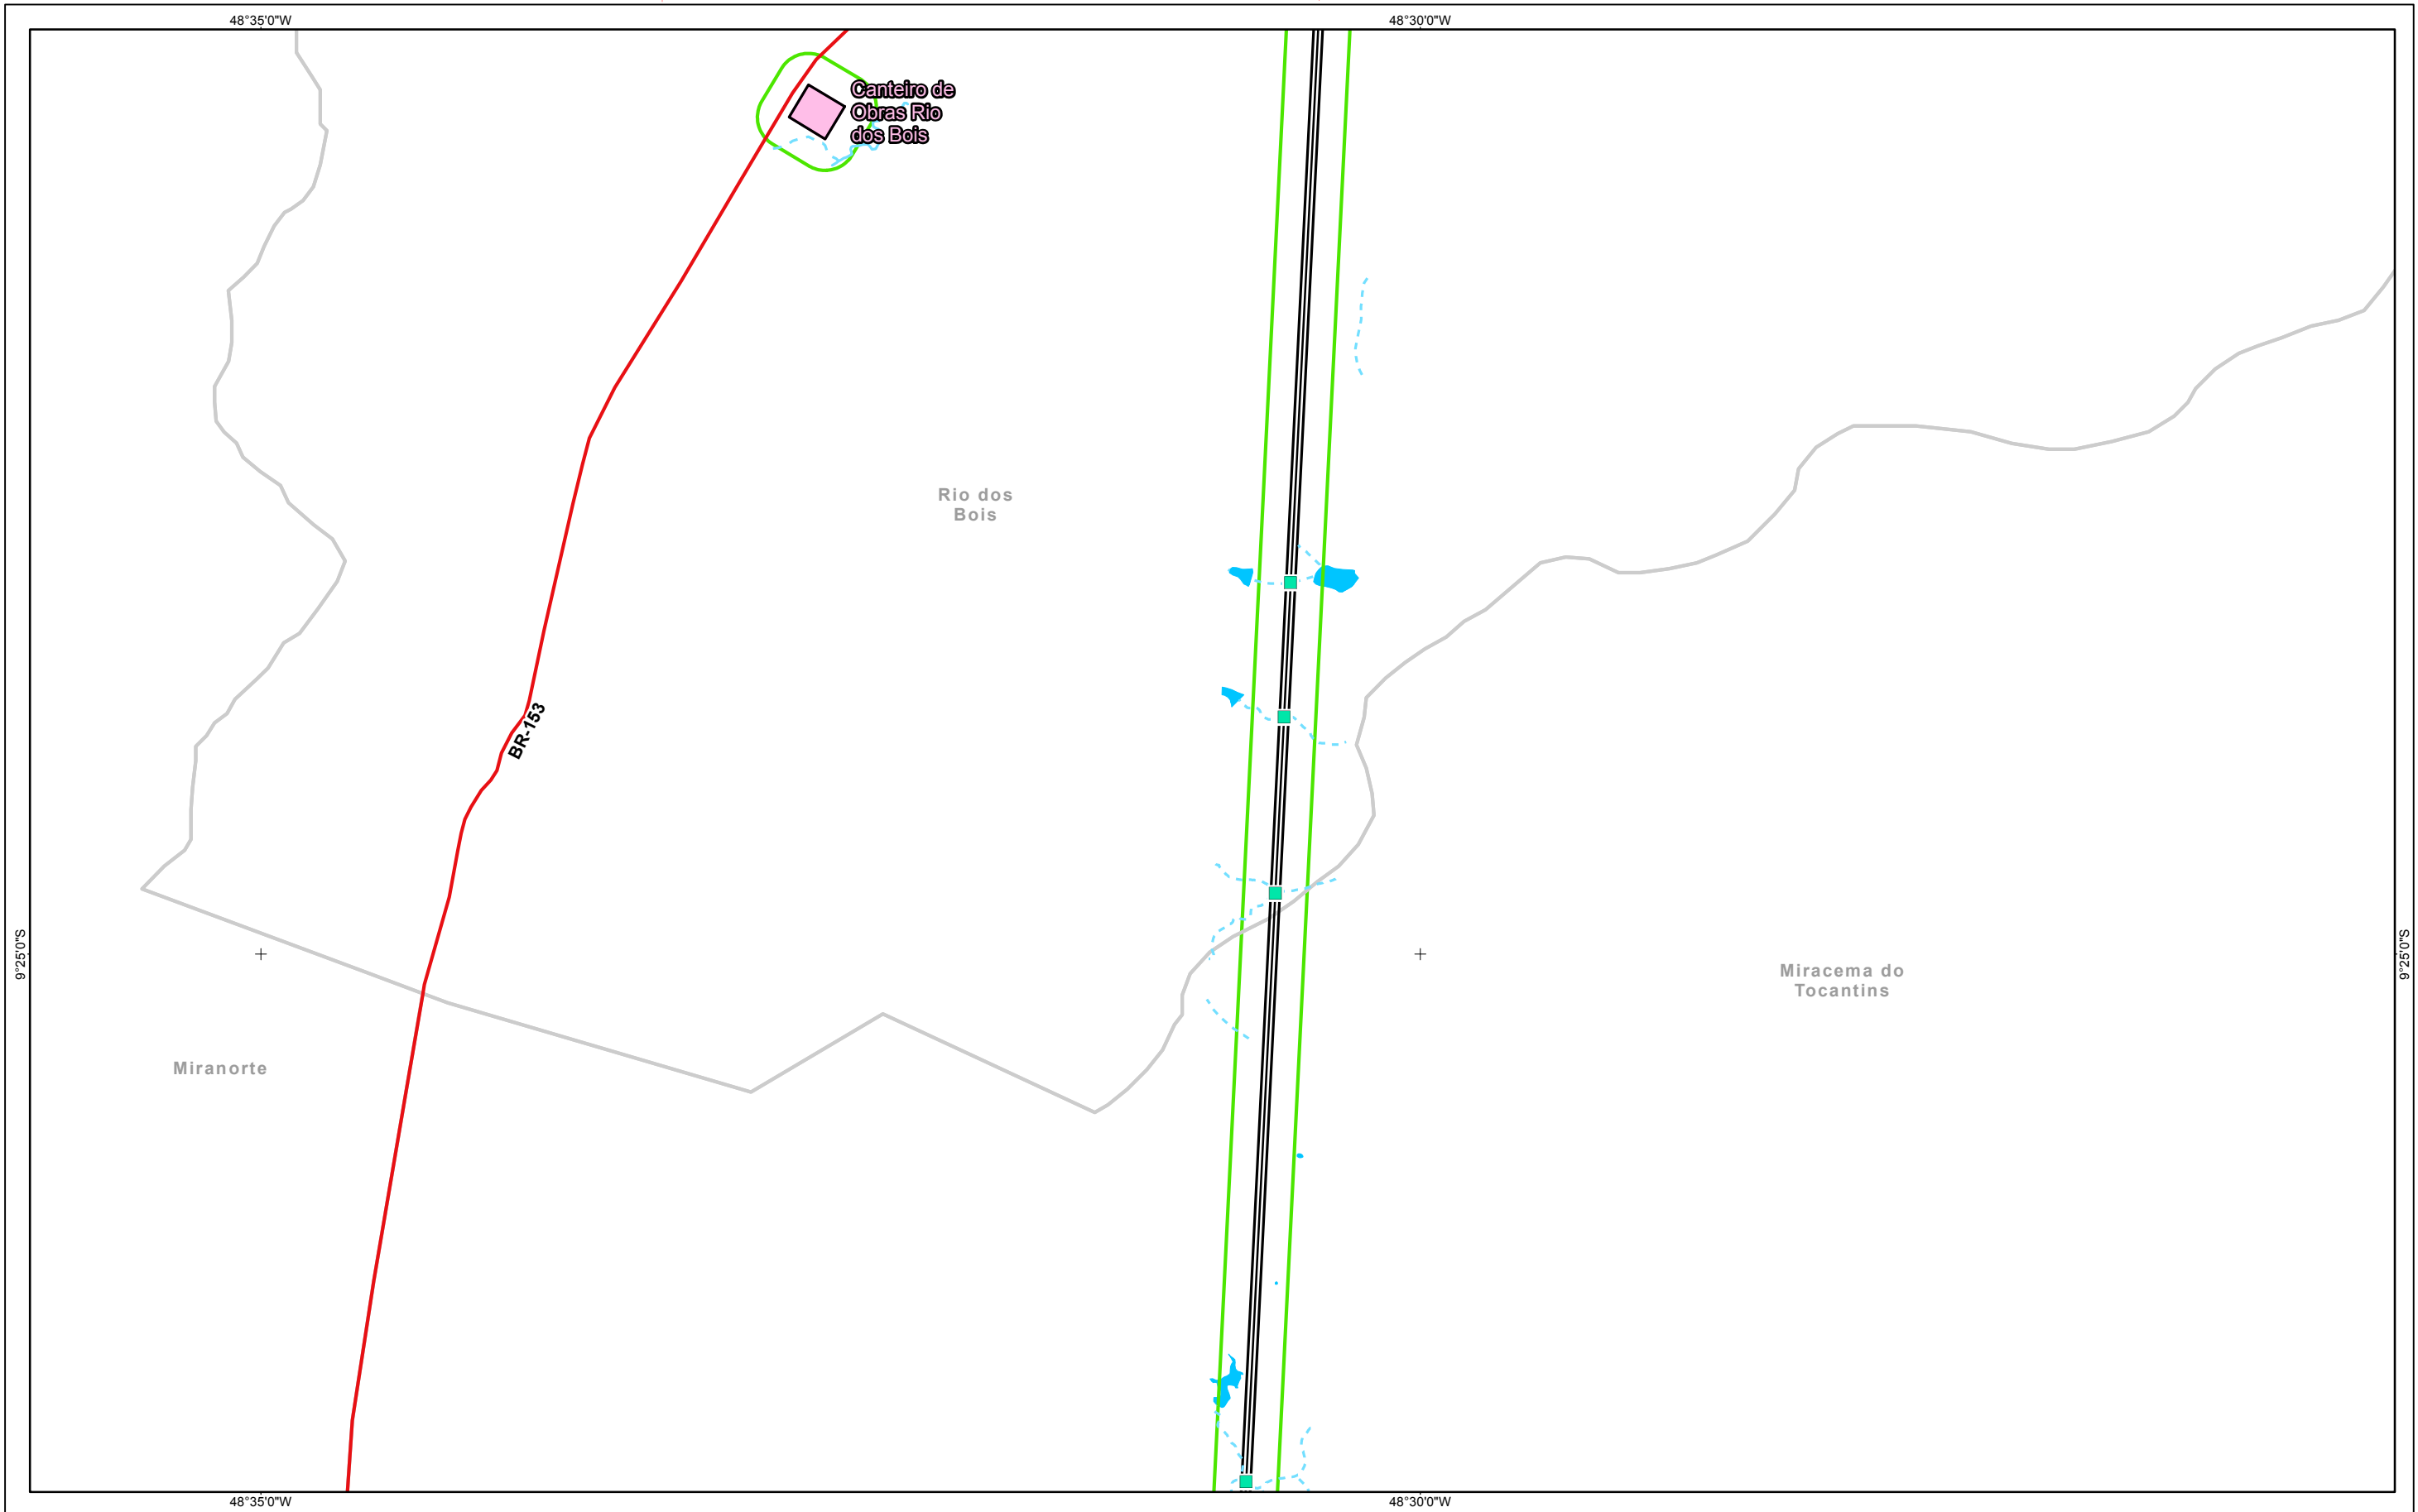 48°35'0"W
48°30'0"W
Canteiro de
Obras Rio
dos Bois
Rio dos
Bois
BR-153
9°25'0"S
9°25'0"S
Miracema do
Tocantins
Miranorte
48°35'0"W
48°30'0"W